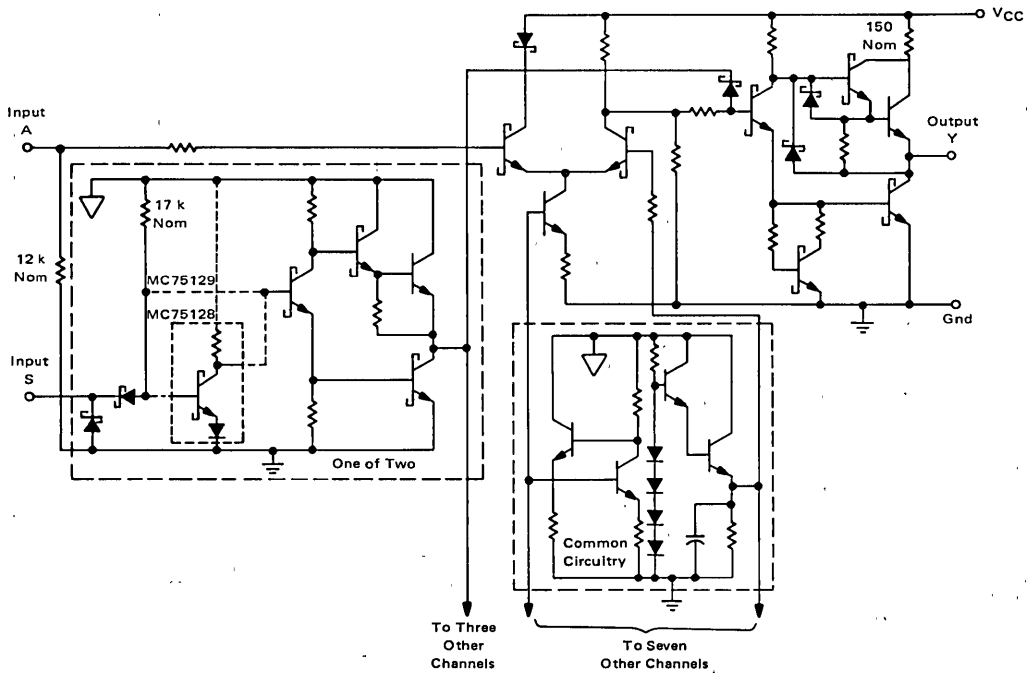 VCC
150
Nom
Input
A
Output
Y
17 k
Nom
12 k
Nom
MC75129
MC75128
Input
S
Gnd
One of Two
Common
Circuitry
To Three
Other
Channels
To Seven
Other Channels